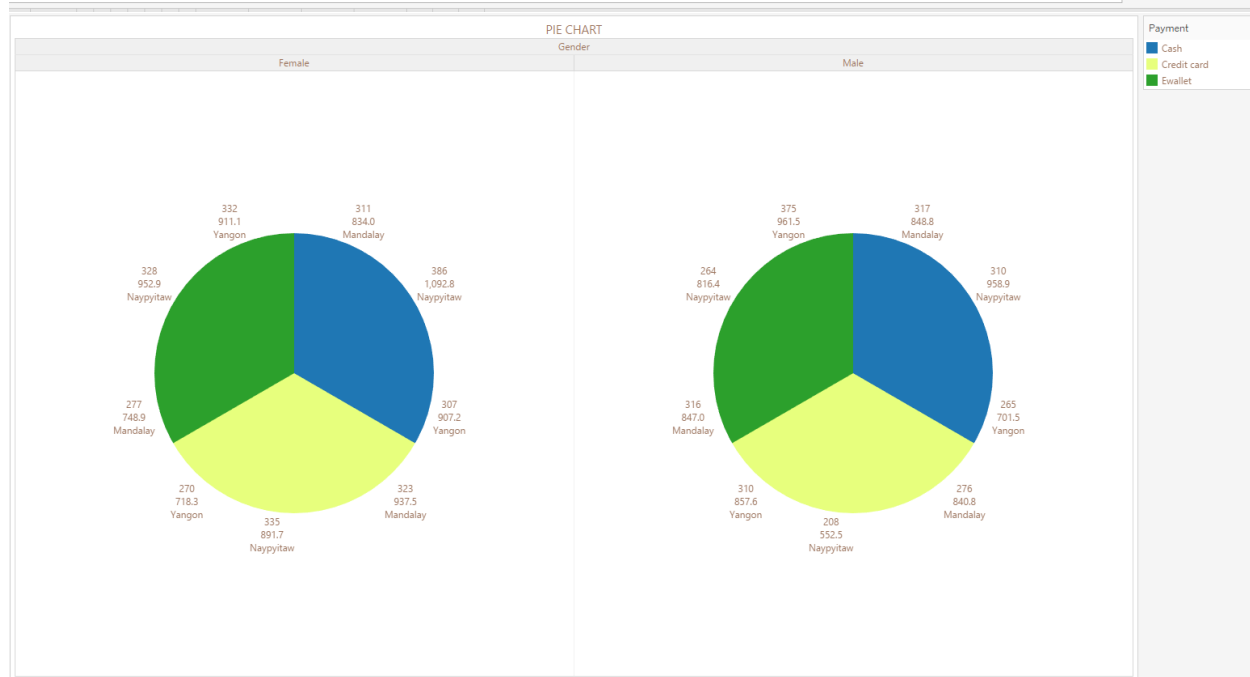 PIE CHART
Gender
Female
Male
332
911.1
Yangon
311
834.0
Mandalay
328
952.9
Naypyitaw
386
1,092.8
Naypyitaw
277
748.9
Mandalay
307
907.2
Yangon
270
718.3
Yangon
323
937.5
Mandalay
335
891.7
Naypyitaw
375
961.5
Yangon
317
848.8
Mandalay
264
816.4
Naypyitaw
310
958.9
Naypyitaw
316
847.0
Mandalay
265
701.5
Yangon
310
857.6
Yangon
276
840.8
Mandalay
208
552.5
Naypyitaw
Payment
Cash
Credit card
Ewallet